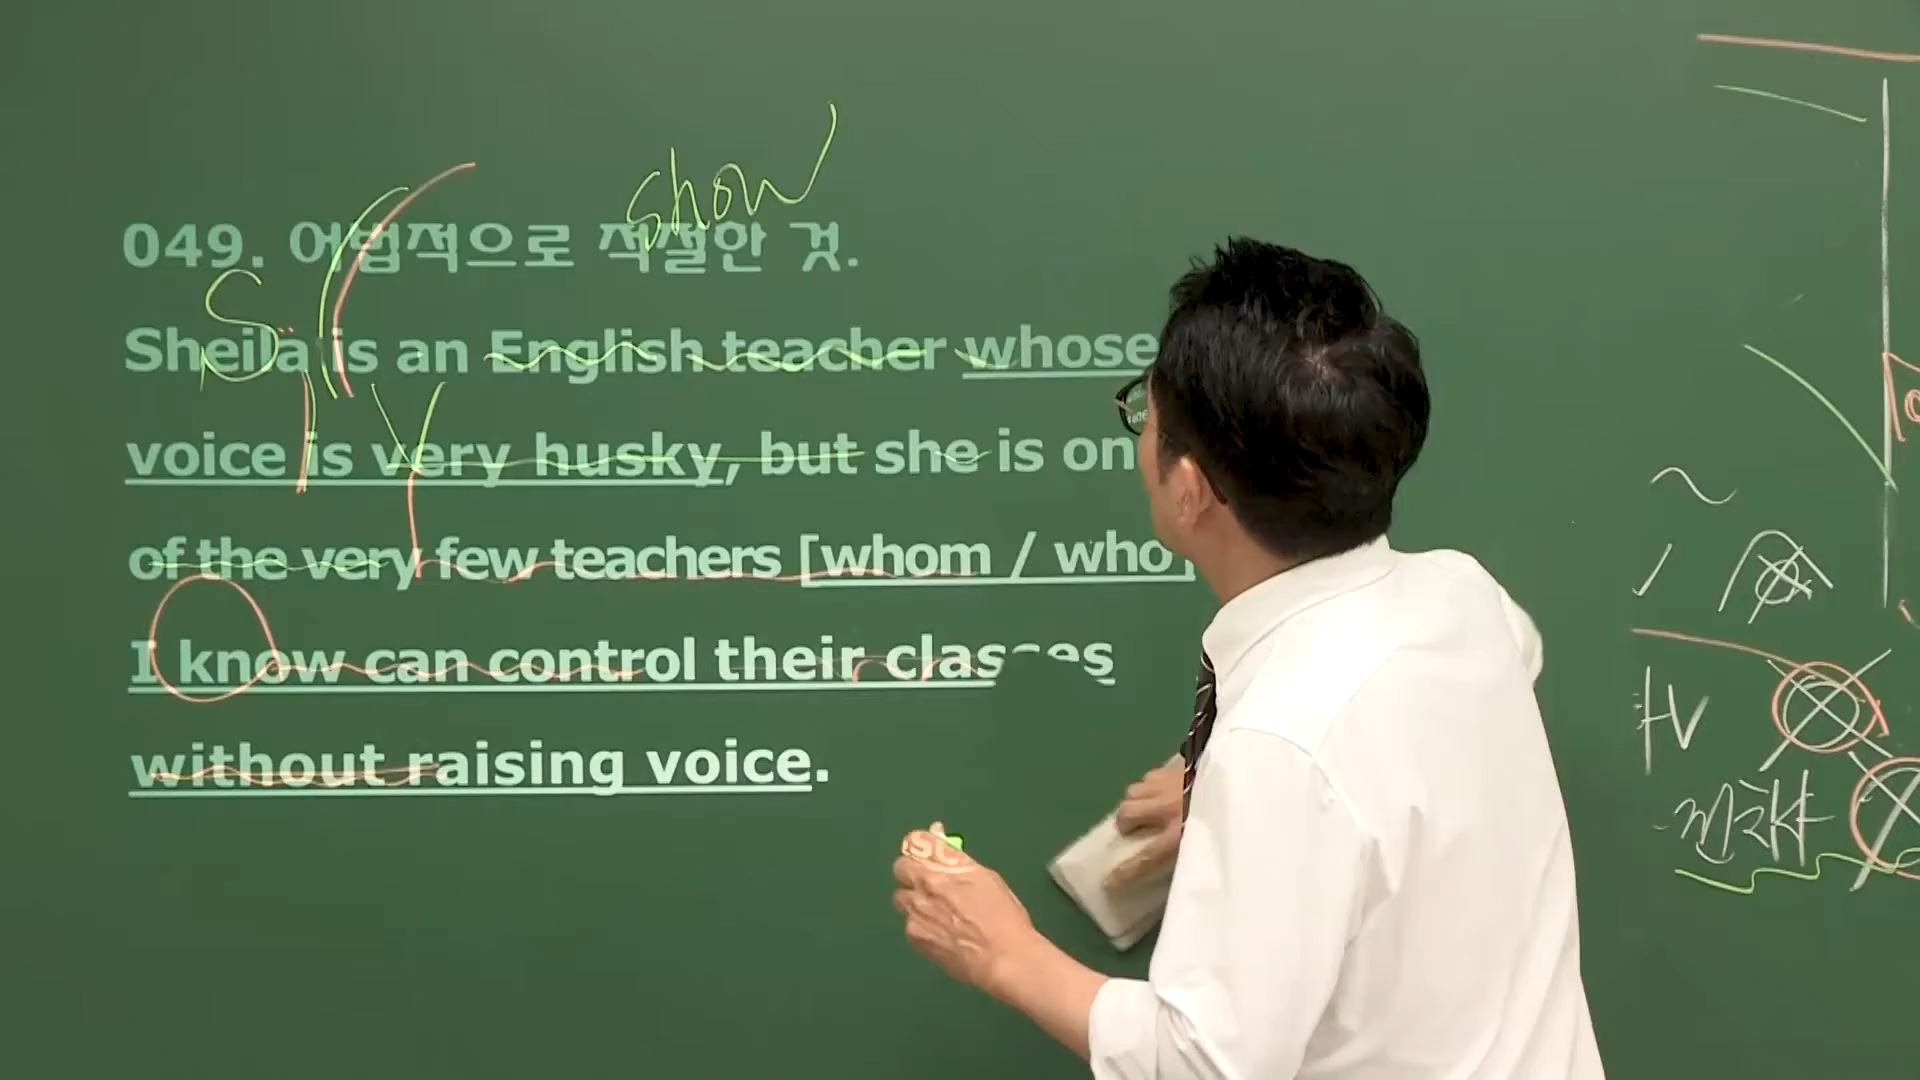 show
049. 어법적으로 적절한 것.
S
Sheila is an English teacher whose
V
voice is very husky, but she is on
of the very few teachers [whom / who]
I know can control their classes
without raising voice.
V